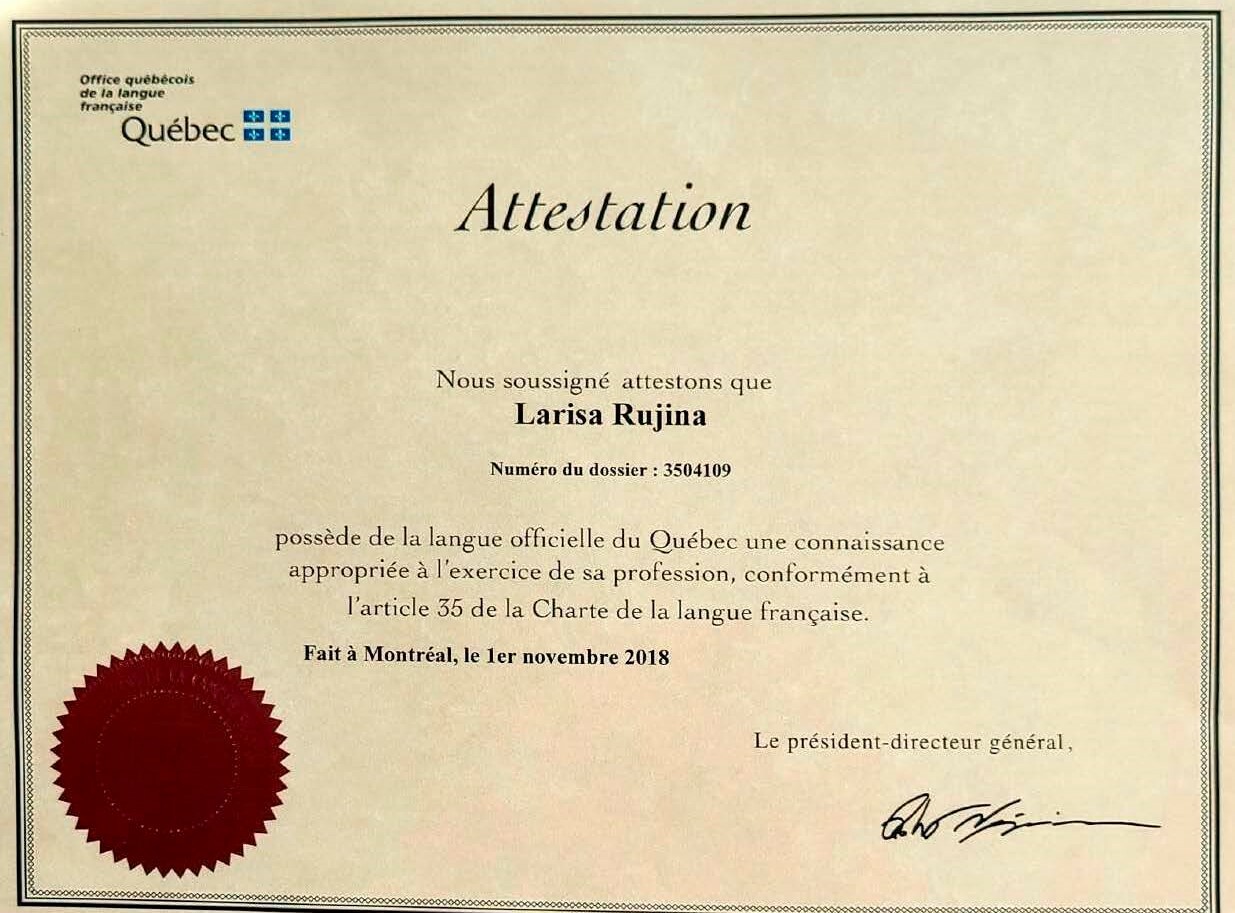 Office québécois
de la langue
française
Québec
Attestation
Nous soussigné attestons que
Larisa Rujina
Numéro du dossier : 3504109
possède de la langue officielle du Québec une connaissance
appropriée à l'exercice de sa profession, conformément à
l'article 35 de la Charte de la langue française.
Fait à Montréal, le 1er novembre 2018
Le président-directeur général,